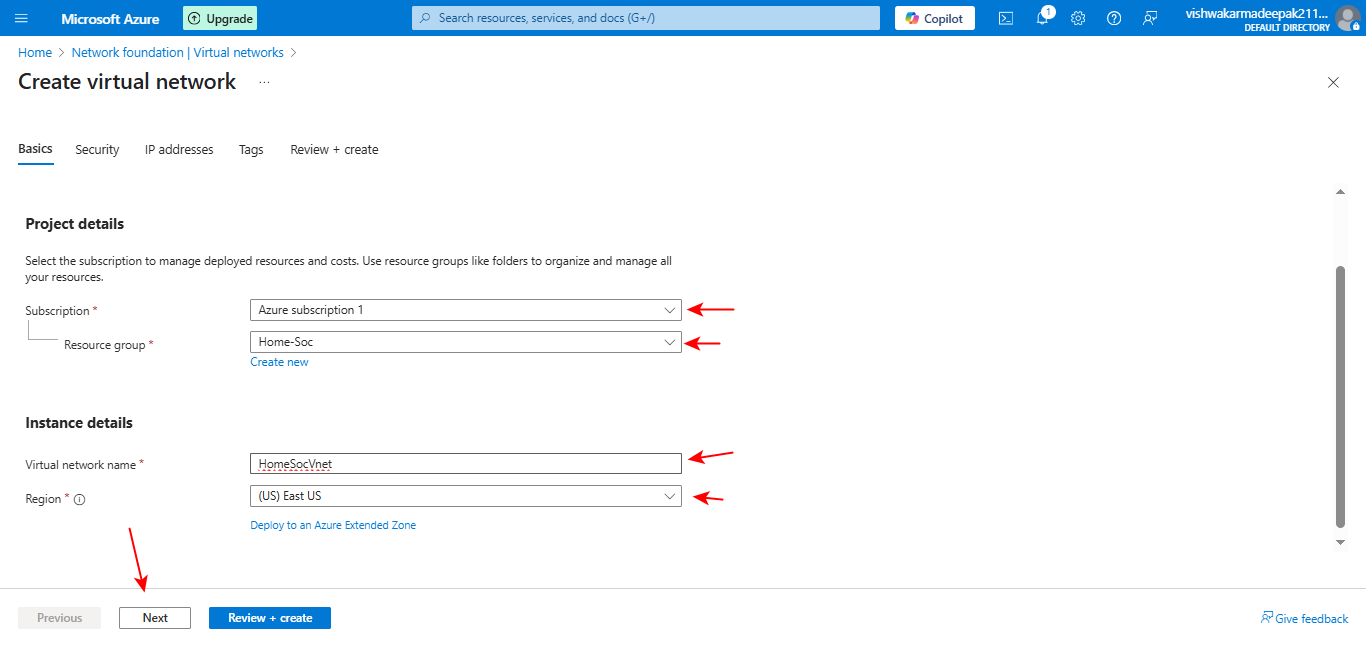 Microsoft Azure
Upgrade
Search resources, services, and docs (G+/)
Copilot
1
vishwakarmadeepak211...
DEFAULT DIRECTORY
Home > Network foundation | Virtual networks >
Create virtual network ...
Basics
Security
IP addresses
Tags
Review + create
Project details
Select the subscription to manage deployed resources and costs. Use resource groups like folders to organize and manage all
your resources.
Subscription *
Azure subscription 1
Resource group *
Home-Soc
Create new
Instance details
Virtual network name *
HomeSocVnet
Region *
(US) East US
Deploy to an Azure Extended Zone
Previous
Next
Review + create
Give feedback